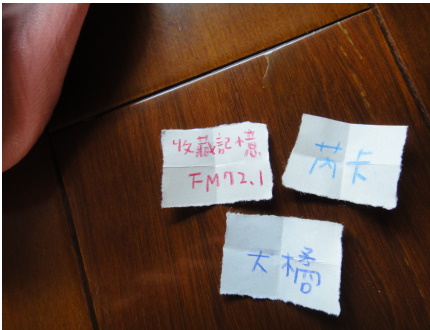 收藏記憶
FM72.1
芮卡
大橋